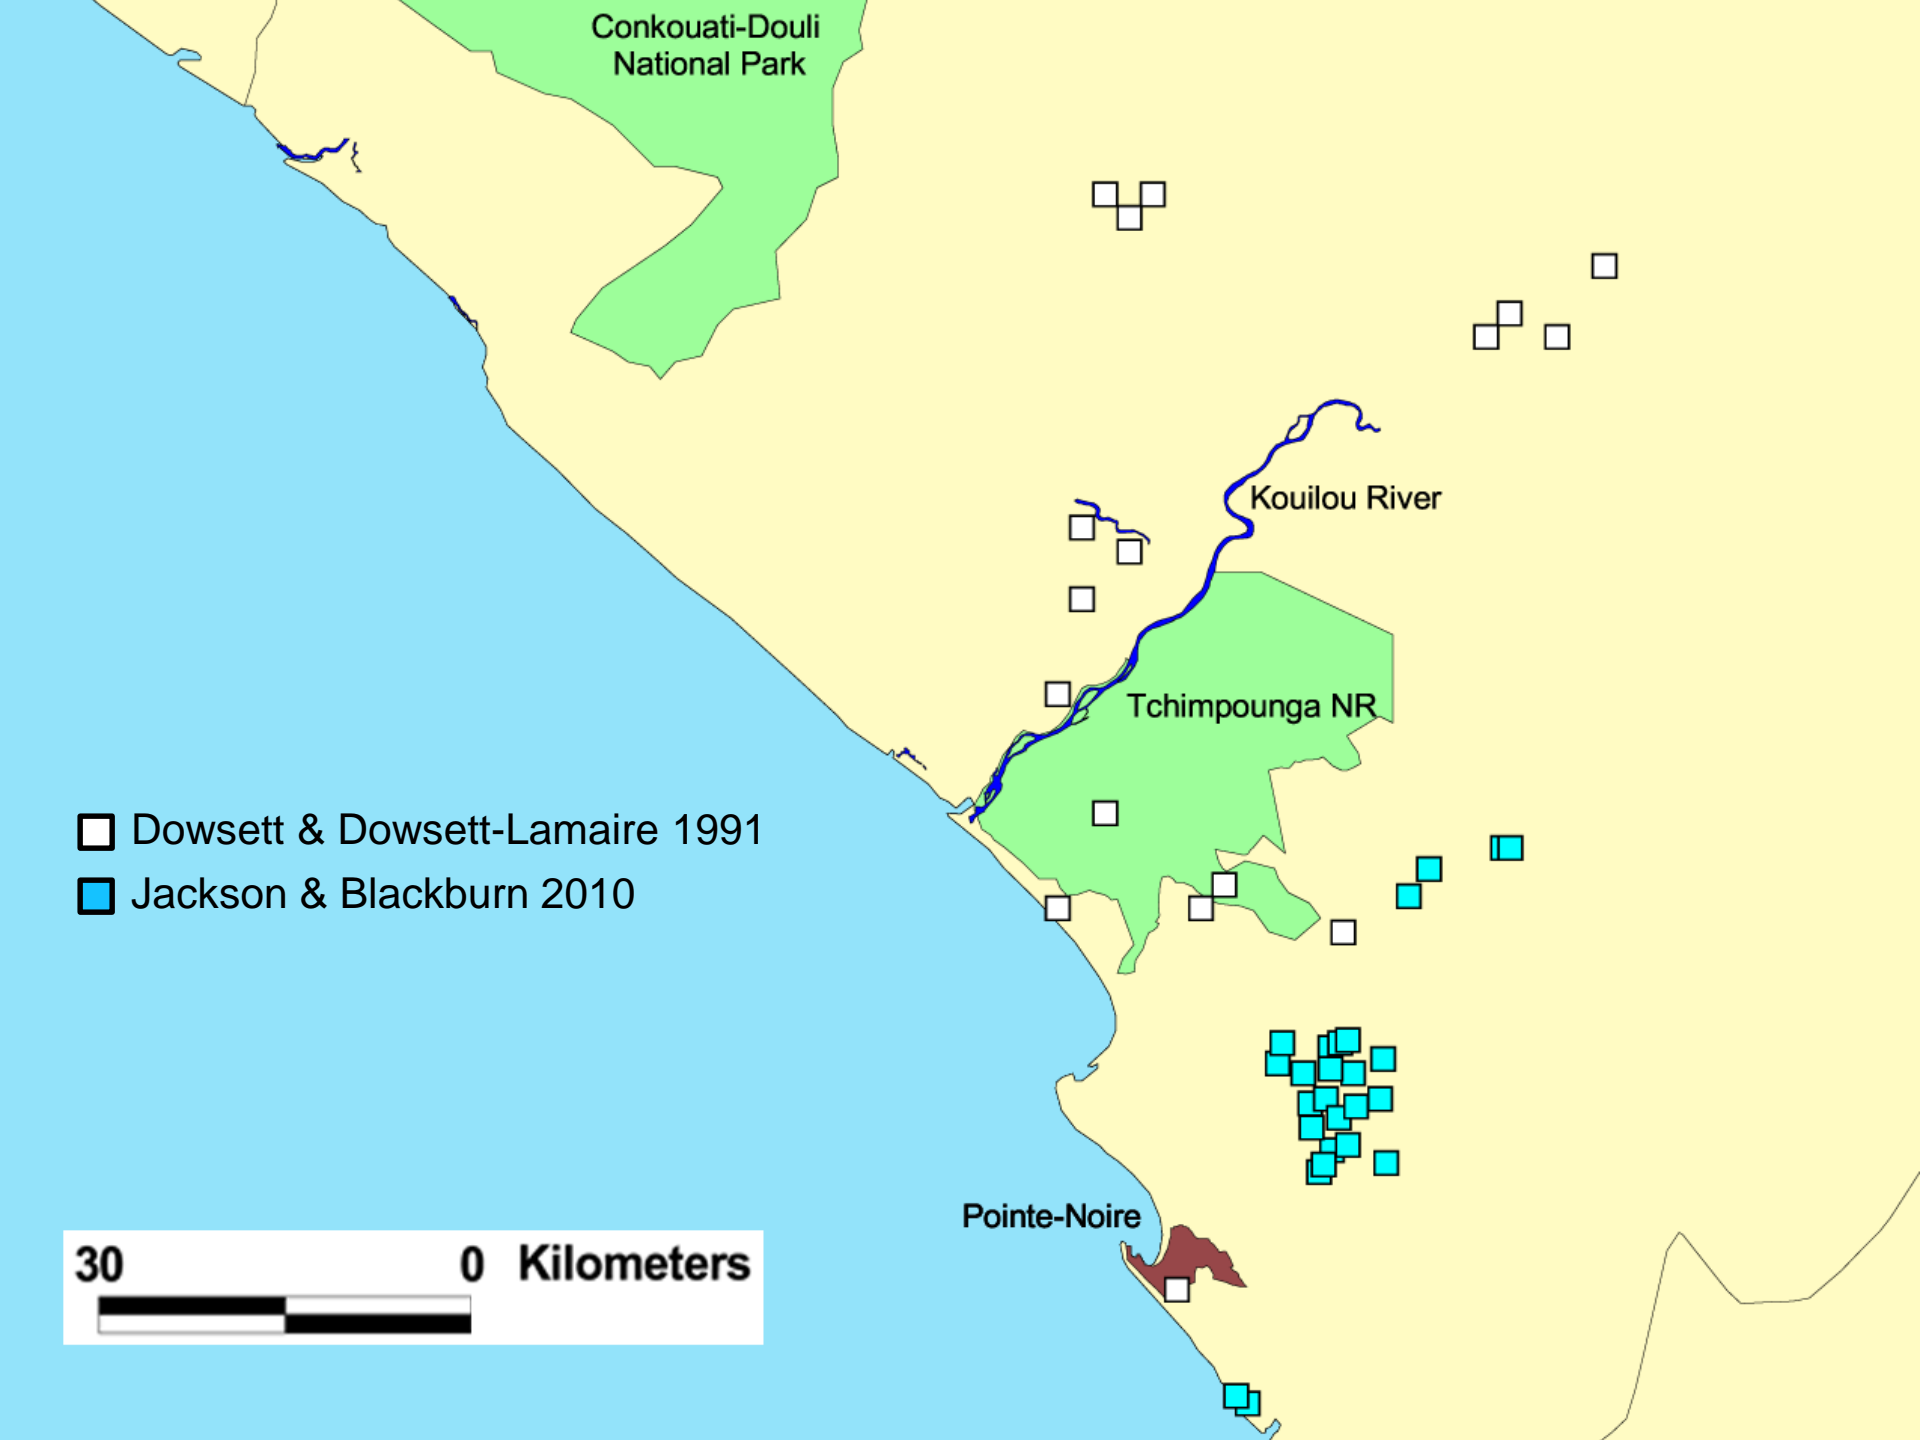 Conkouati-Douli
National Park
Kouilou River
Tchimpounga NR
Dowsett & Dowsett-Lamaire 1991
Jackson & Blackburn 2010
Pointe-Noire
30 0 Kilometers